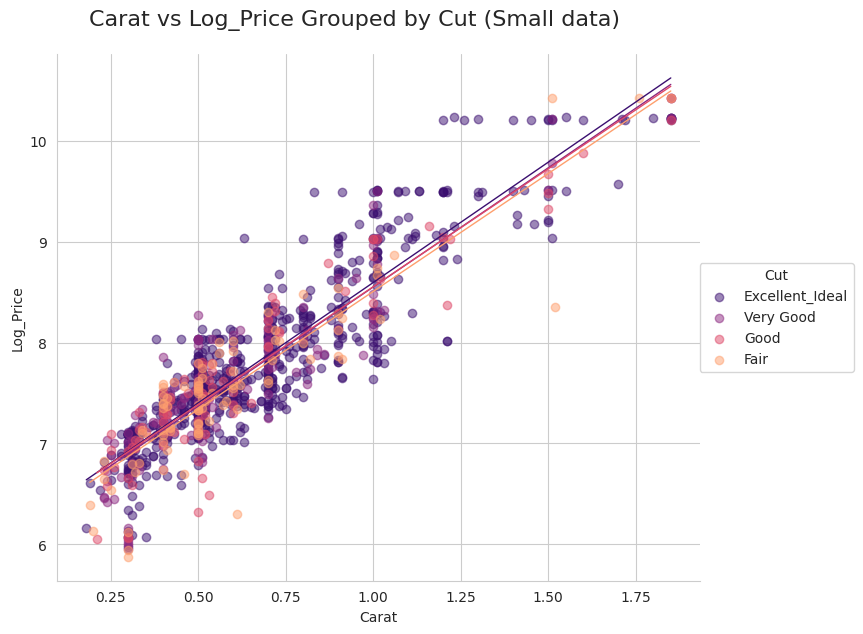 Carat vs Log_Price Grouped by Cut (Small data)
Log_Price
10
9
8
7
6
0.25 0.50 0.75 1.00 1.25 1.50 1.75
Carat
Cut
Excellent_Ideal
Very Good
Good
Fair